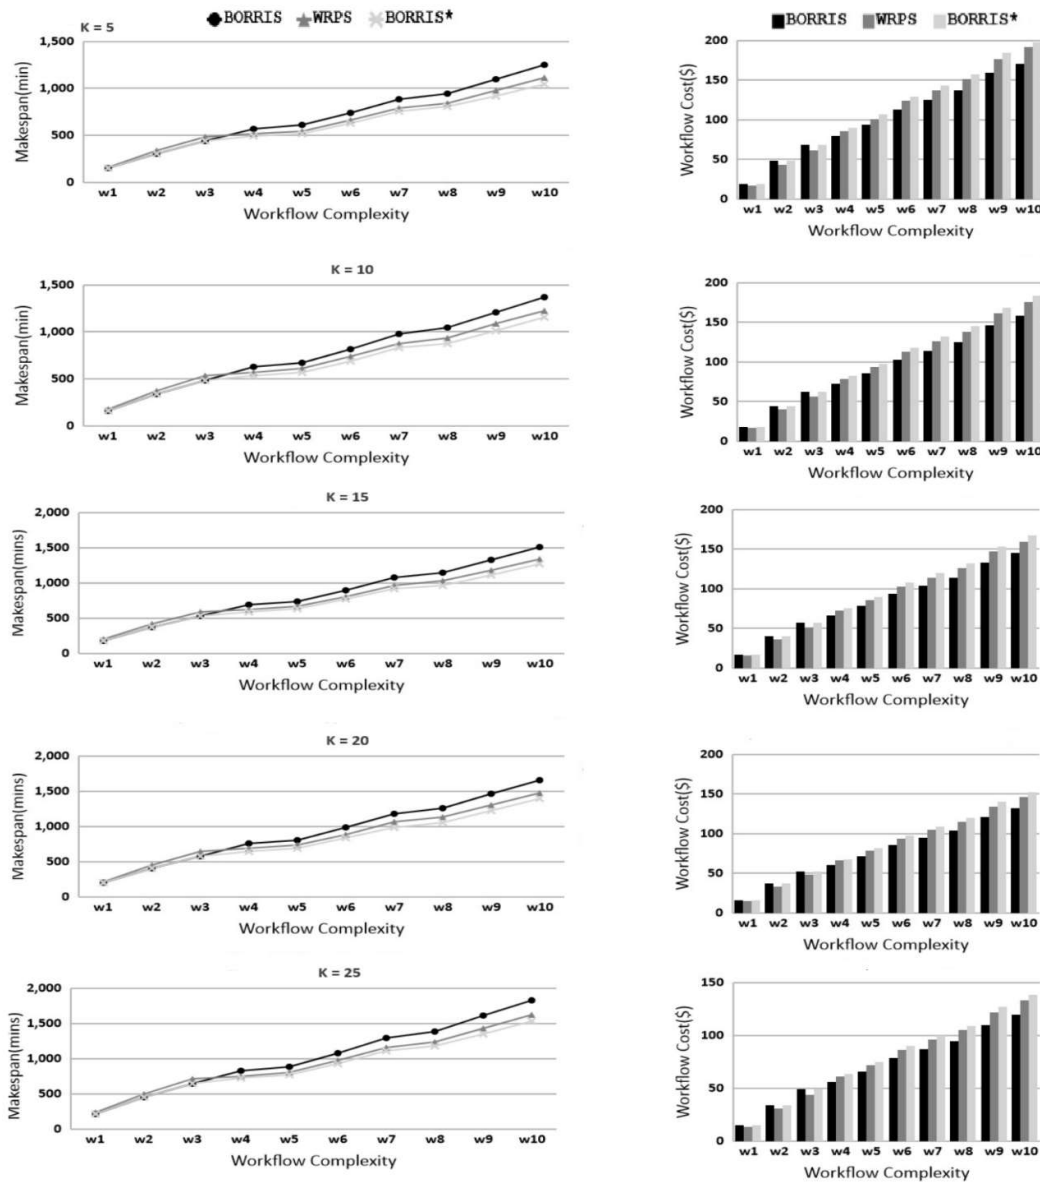 BORRIS WRPS BORRIS*
K = 5
1,500
1,000
500
0
Makespan(min)
w1 w2 w3 w4 w5 w6 w7 w8 w9 w10
Workflow Complexity
BORRIS WRPS BORRIS*
200
150
100
50
0
Workflow Cost($)
w1 w2 w3 w4 w5 w6 w7 w8 w9 w10
Workflow Complexity
K = 10
1,500
1,000
500
0
Makespan(min)
w1 w2 w3 w4 w5 w6 w7 w8 w9 w10
Workflow Complexity
200
150
100
50
0
Workflow Cost($)
w1 w2 w3 w4 w5 w6 w7 w8 w9 w10
Workflow Complexity
K = 15
2,000
1,500
1,000
500
0
Makespan(mins)
w1 w2 w3 w4 w5 w6 w7 w8 w9 w10
Workflow Complexity
200
150
100
50
0
Workflow Cost($)
w1 w2 w3 w4 w5 w6 w7 w8 w9 w10
Workflow Complexity
K = 20
2,000
1,500
1,000
500
0
Makespan(mins)
w1 w2 w3 w4 w5 w6 w7 w8 w9 w10
Workflow Complexity
200
150
100
50
0
Workflow Cost($)
w1 w2 w3 w4 w5 w6 w7 w8 w9 w10
Workflow Complexity
K = 25
2,000
1,500
1,000
500
0
Makespan(mins)
w1 w2 w3 w4 w5 w6 w7 w8 w9 w10
Workflow Complexity
150
100
50
0
Workflow Cost($)
w1 w2 w3 w4 w5 w6 w7 w8 w9 w10
Workflow Complexity